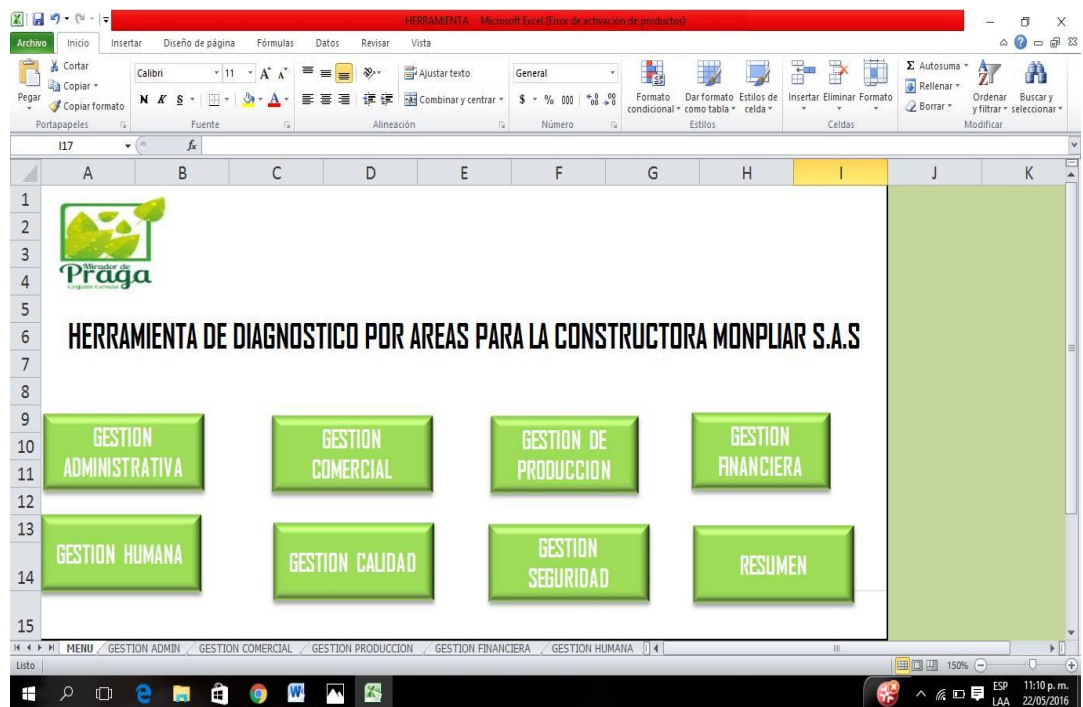 HERRAMIENTA - Microsoft Excel (Error de activación de productos)
Archivo Inicio Insertar Diseño de página Fórmulas Datos Revisar Vista
Pegar
Cortar
Copiar
Copiar formato
Portapapeles
Calibri 11
N K S
Fuente
Ajustar texto
Combinar y centrar
Alineación
General
$ % 000
Número
Formato condicional
Dar formato como tabla
Estilos de celda
Estilos
Insertar Eliminar Formato
Celdas
Σ Autosuma
Rellenar
Borrar
Ordenar y filtrar
Buscar y seleccionar
Modificar
I17 fx
A B C D E F G H I J K
1
2
3
4
5
6
7
8
9
10
11
12
13
14
15
Mirador de
Praga
HERRAMIENTA DE DIAGNOSTICO POR AREAS PARA LA CONSTRUCTORA MONPLIAR S.A.S
GESTION
ADMINISTRATIVA
GESTION
COMERCIAL
GESTION DE
PRODUCCION
GESTION
FINANCIERA
GESTION HUMANA
GESTION CALIDAD
GESTION
SEGURIDAD
RESUMEN
MENU GESTION ADMIN GESTION COMERCIAL GESTION PRODUCCION GESTION FINANCIERA GESTION HUMANA
Listo 150%
ESP 11:10 p. m.
LAA 22/05/2016